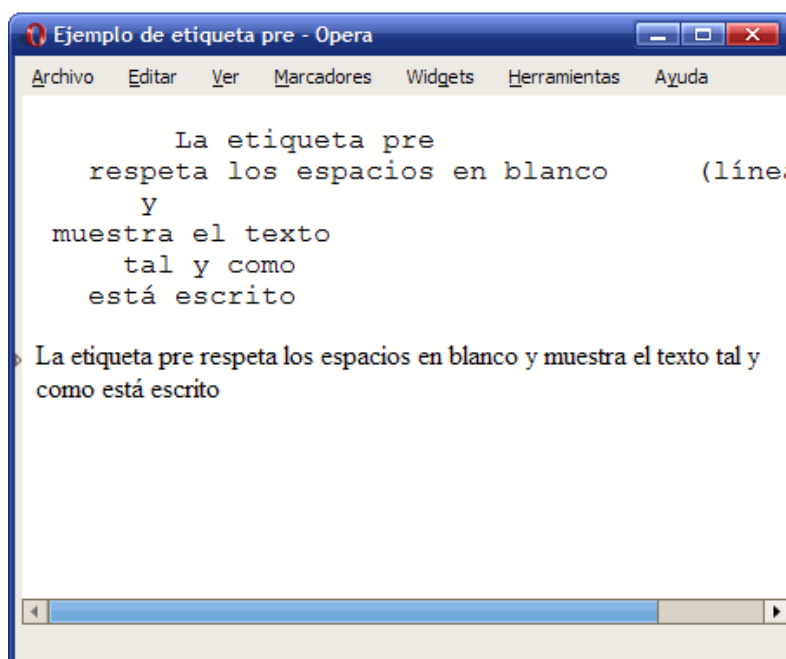 Ejemplo de etiqueta pre - Opera
Archivo Editar Ver Marcadores Widgets Herramientas Ayuda
La etiqueta pre
respeta los espacios en blanco (línea
y
muestra el texto
tal y como
está escrito
La etiqueta pre respeta los espacios en blanco y muestra el texto tal y
como está escrito